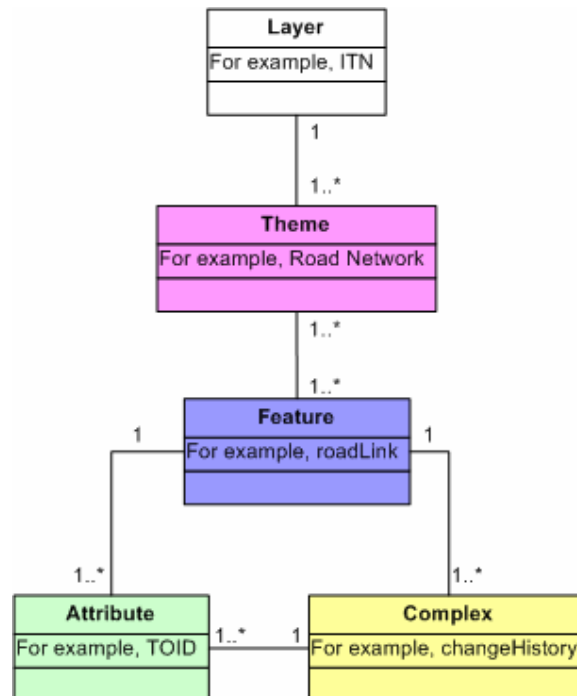 Layer
For example, ITN
1
1..*
Theme
For example, Road Network
1..*
1..*
Feature
1 1
For example, roadLink
1..* 1..*
Attribute Complex
1..* 1
For example, TOID For example, changeHistory